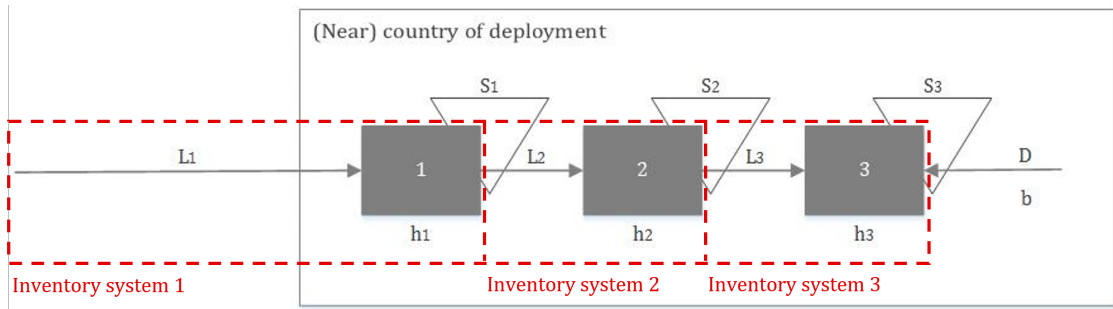 (Near) country of deployment
S1
S2
S3
L1
1
L2
2
L3
3
D
h1
h2
h3
b
Inventory system 1
Inventory system 2
Inventory system 3